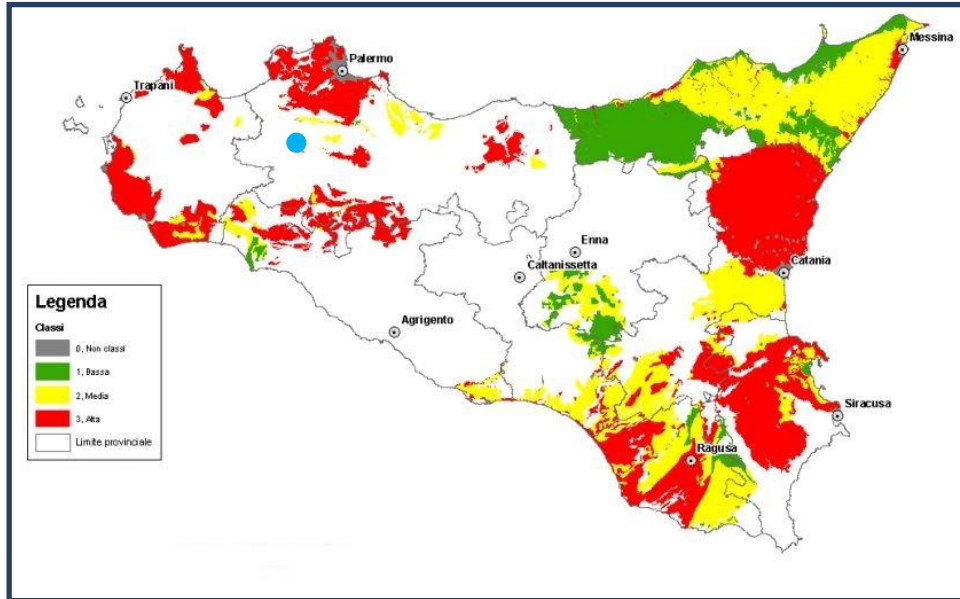 Messina
Palermo
Trapani
Enna
Caltanissetta
Catania
Agrigento
Siracusa
Ragusa
Legenda
Classi
0, Non classi
1, Bassa
2, Media
3, Alta
Limite provinciale